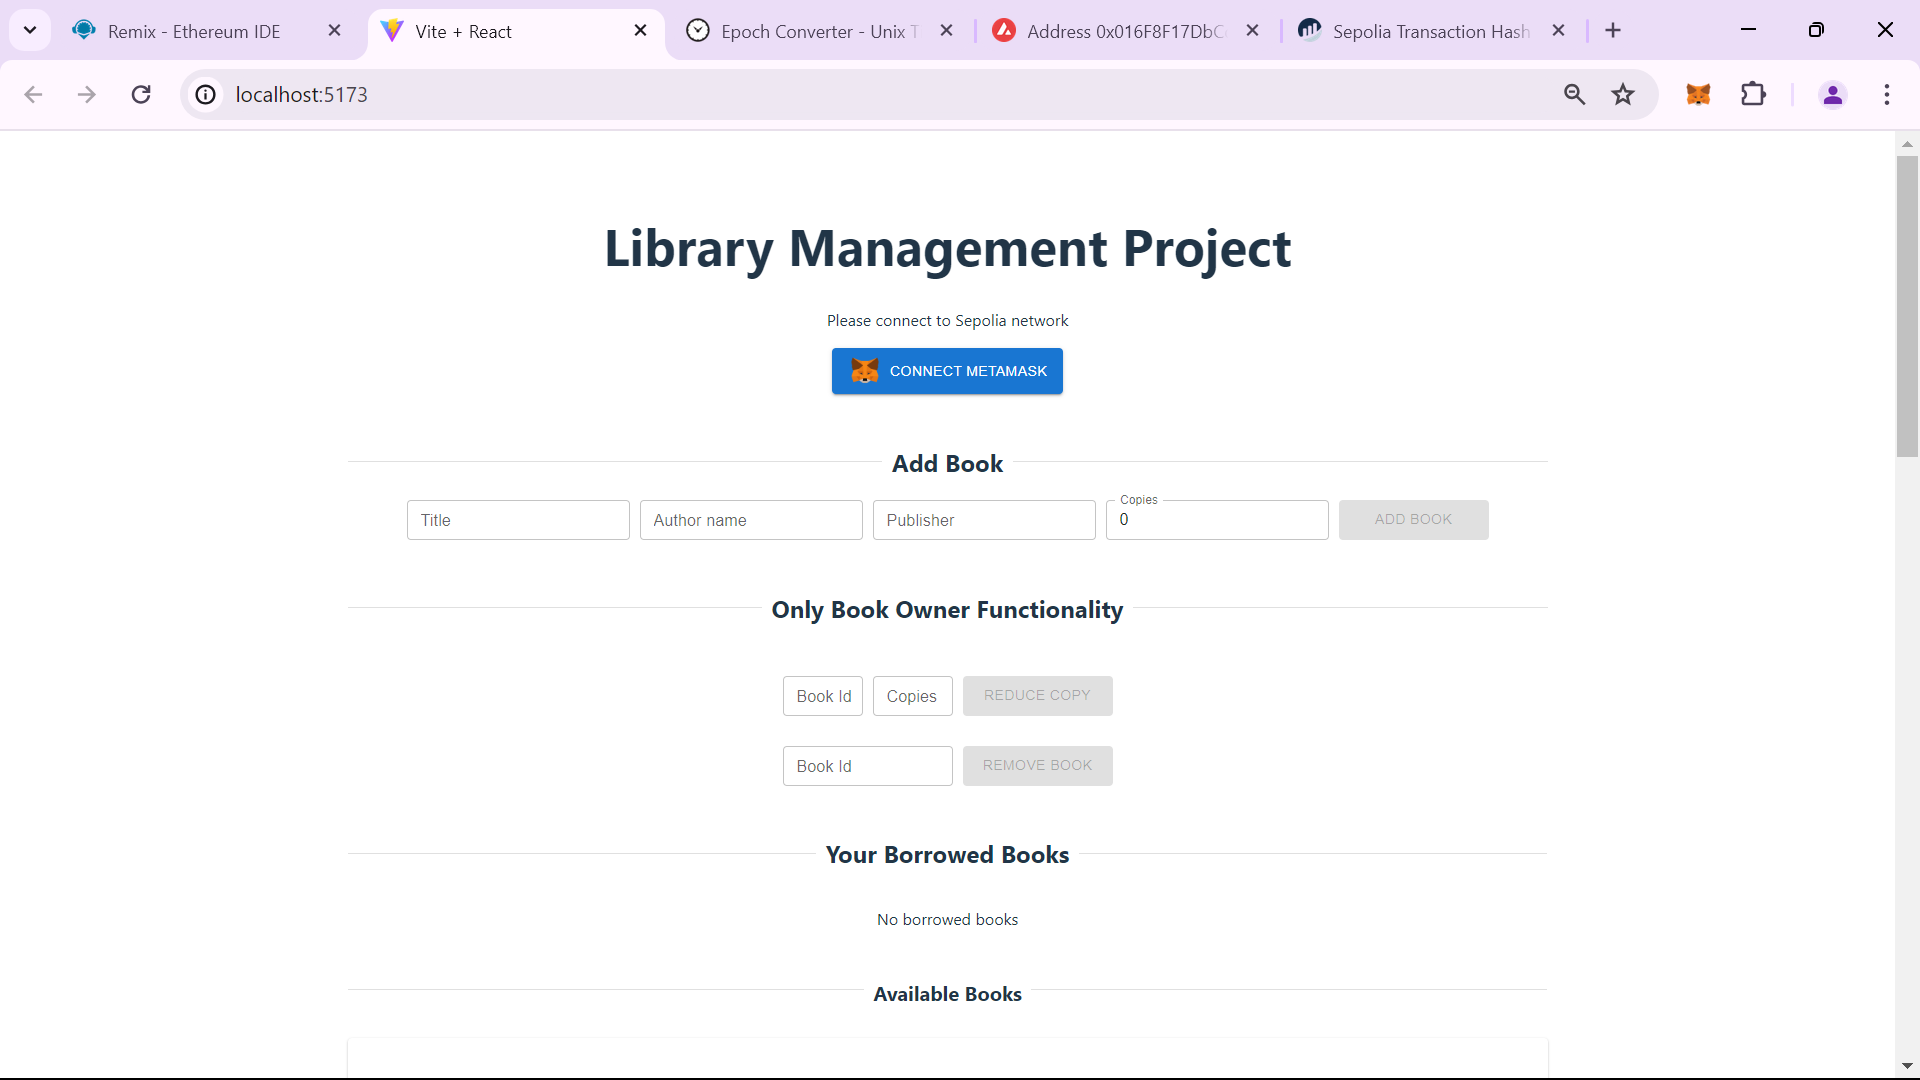 Remix - Ethereum IDE
Vite + React
Epoch Converter - Unix T
Address 0x016F8F17DbC
Sepolia Transaction Hash
localhost:5173
Library Management Project
Please connect to Sepolia network
CONNECT METAMASK
Add Book
Title
Author name
Publisher
Copies
0
ADD BOOK
Only Book Owner Functionality
Book Id
Copies
REDUCE COPY
Book Id
REMOVE BOOK
Your Borrowed Books
No borrowed books
Available Books